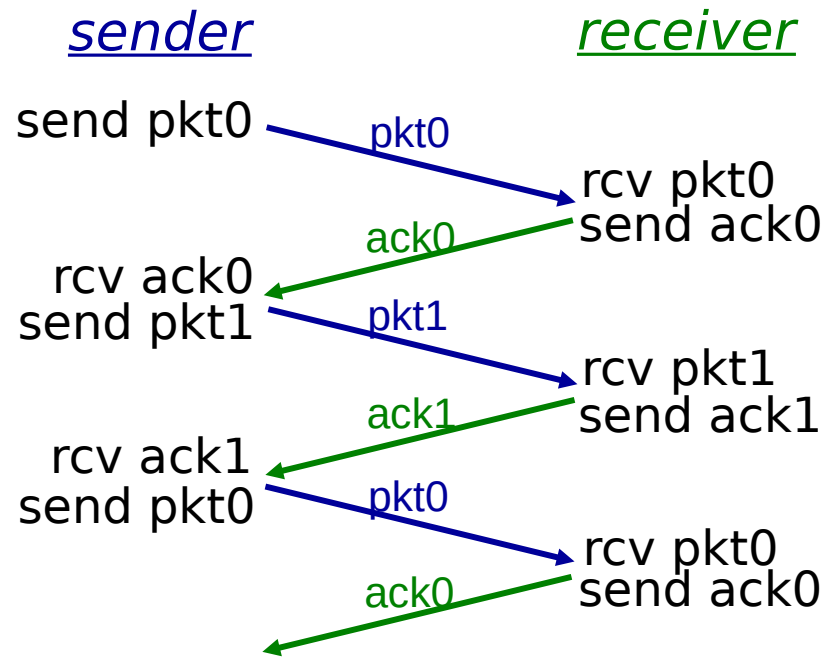 sender
receiver
send pkt0
pkt0
rcv pkt0
send ack0
ack0
rcv ack0
send pkt1
pkt1
rcv pkt1
send ack1
ack1
rcv ack1
send pkt0
pkt0
rcv pkt0
send ack0
ack0